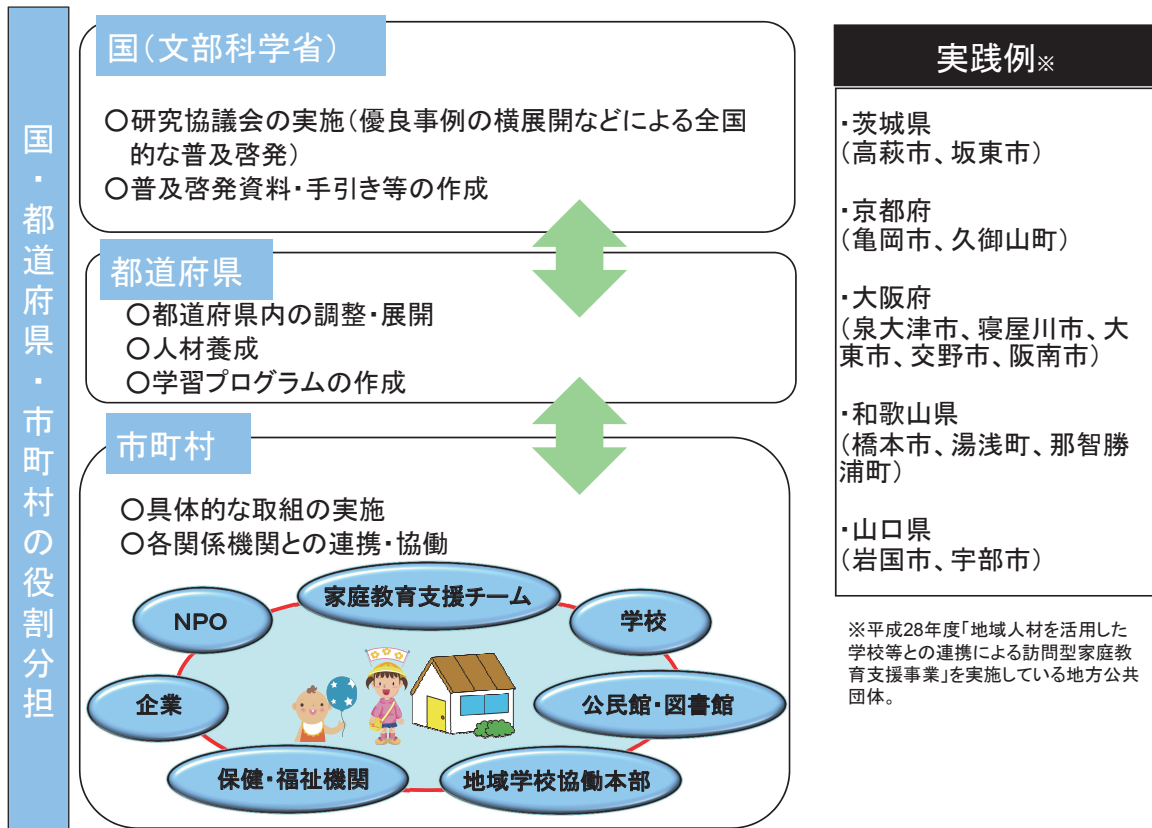 国・都道府県・市町村の役割分担
国(文部科学省)
○研究協議会の実施(優良事例の横展開などによる全国
的な普及啓発)
○普及啓発資料・手引き等の作成
都道府県
○都道府県内の調整・展開
○人材養成
○学習プログラムの作成
市町村
○具体的な取組の実施
○各関係機関との連携・協働
家庭教育支援チーム
NPO
学校
企業
公民館・図書館
保健・福祉機関
地域学校協働本部
実践例※
・茨城県
(高萩市、坂東市)
・京都府
(亀岡市、久御山町)
・大阪府
(泉大津市、寝屋川市、大
東市、交野市、阪南市)
・和歌山県
(橋本市、湯浅町、那智勝
浦町)
・山口県
(岩国市、宇部市)
※平成28年度「地域人材を活用した
学校等との連携による訪問型家庭教
育支援事業」を実施している地方公共
団体。